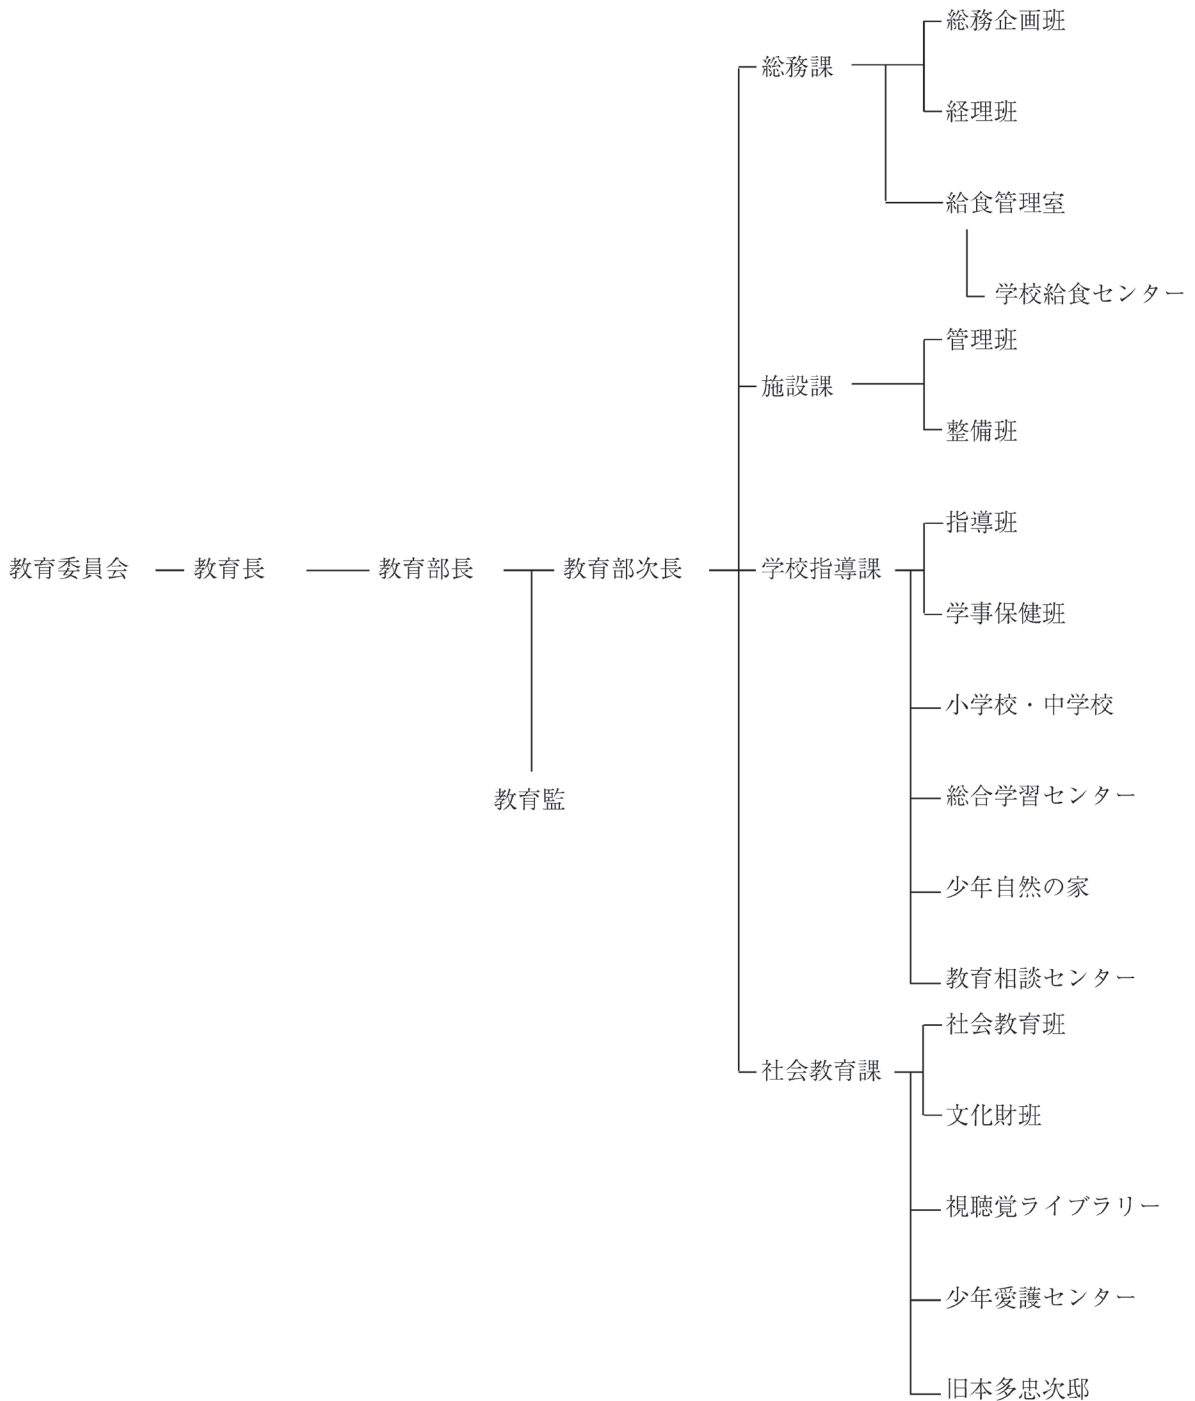 教育委員会
教育長
教育部長
教育監
教育部次長
総務課
総務企画班
経理班
給食管理室
学校給食センター
施設課
管理班
整備班
学校指導課
指導班
学事保健班
小学校・中学校
総合学習センター
少年自然の家
教育相談センター
社会教育課
社会教育班
文化財班
視聴覚ライブラリー
少年愛護センター
旧本多忠次邸